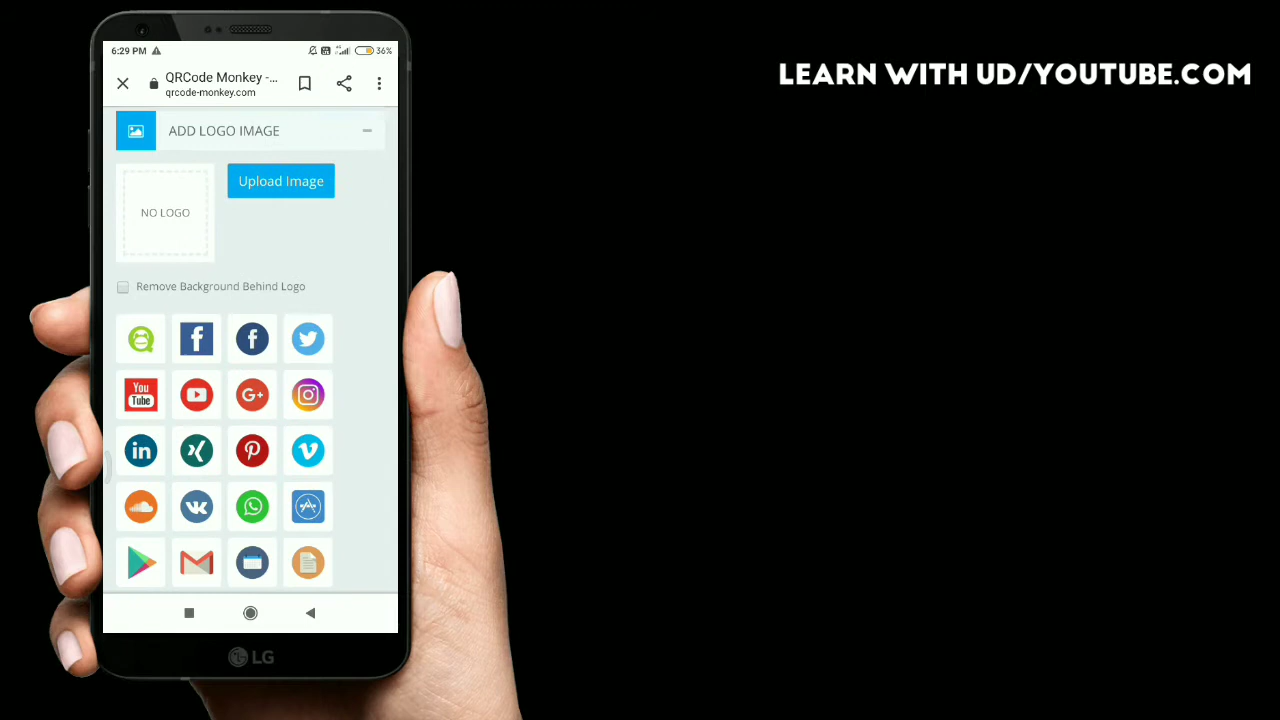 LEARN WITH UD/YOUTUBE.COM
6:29 PM
36%
QRCode Monkey -...
qrcode-monkey.com
ADD LOGO IMAGE
NO LOGO
Upload Image
Remove Background Behind Logo
You
Tube
G+
in
LG